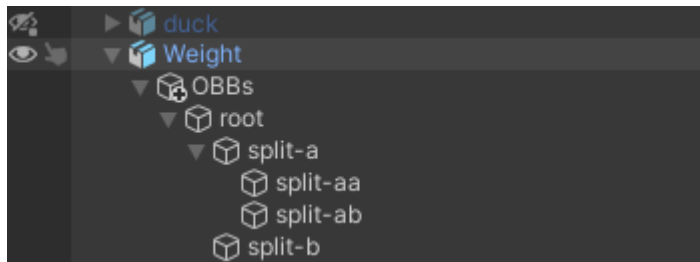 duck
Weight
OBBs
root
split-a
split-aa
split-ab
split-b